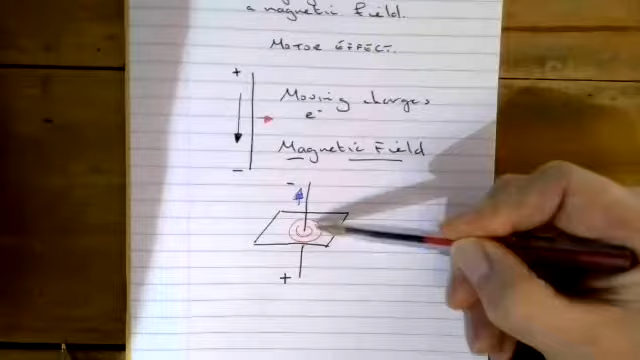 a magnetic field.
MOTOR EFFECT.
+
Moving charges
e⁻
Magnetic Field
-
-
+